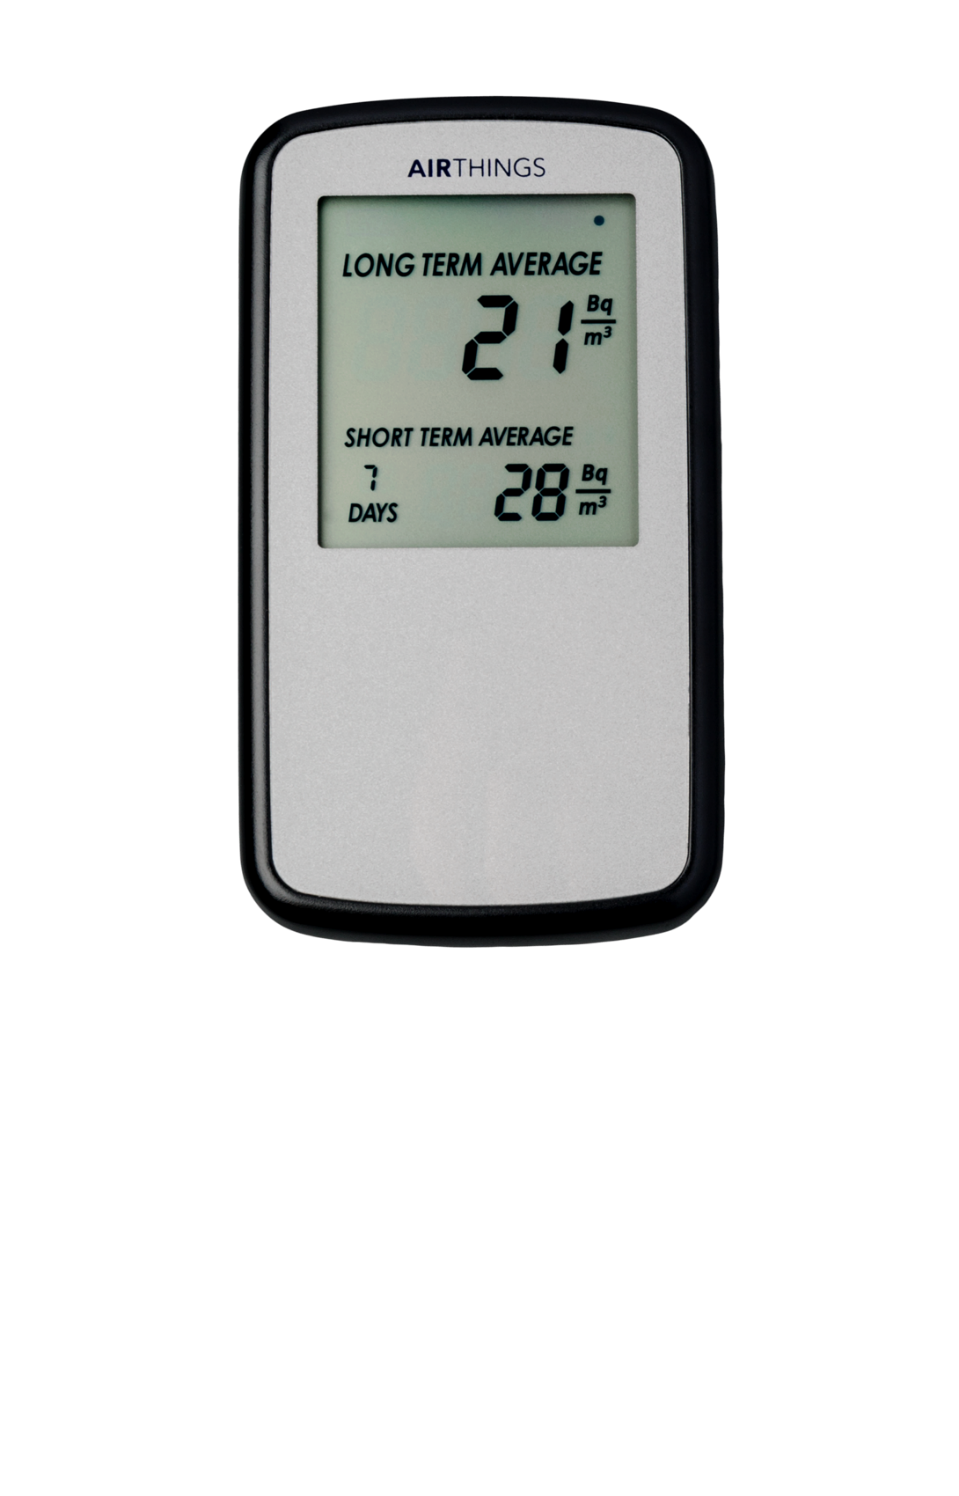 AIRTHINGS
LONG TERM AVERAGE
21 Bq/m³
SHORT TERM AVERAGE
7 DAYS
28 Bq/m³